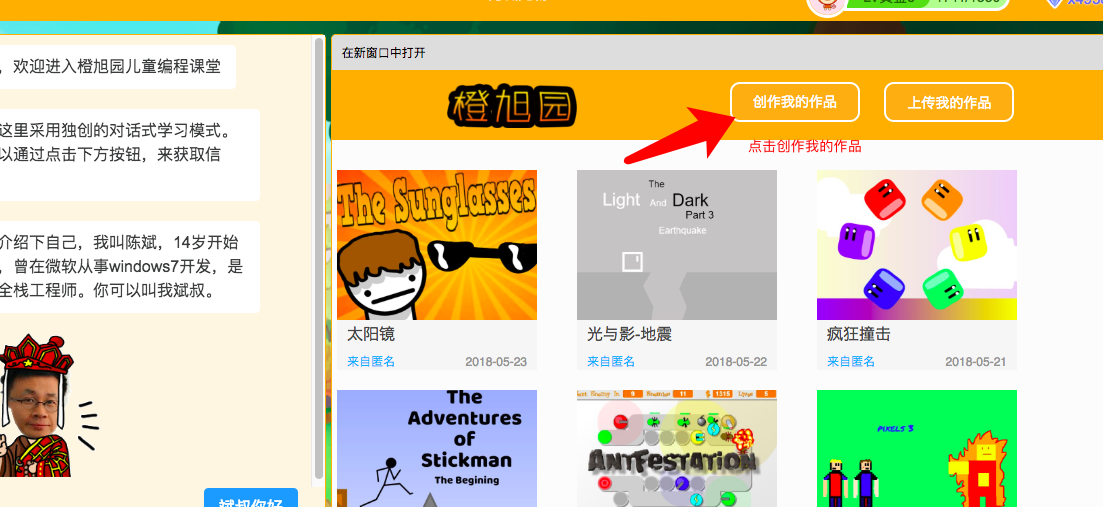 ，欢迎进入橙旭园儿童编程课堂
这里采用独创的对话式学习模式。
以通过点击下方按钮，来获取信
介绍下自己，我叫陈斌，14岁开始
，曾在微软从事windows7开发，是
全栈工程师。你可以叫我斌叔。
斌叔你好
在新窗口中打开
橙旭园
创作我的作品
上传我的作品
点击创作我的作品
The Sunglasses
太阳镜
来自匿名
2018-05-23
The
Light And Dark
Part 3
Earthquake
光与影-地震
来自匿名
2018-05-22
疯狂撞击
来自匿名
2018-05-21
The
Adventures
of
Stickman
The Begining
9
11
1315
5
ANTFESTATION
PIXELS 3